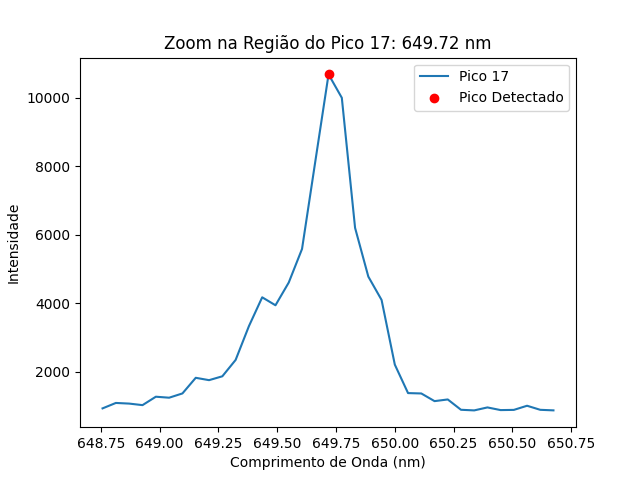 Zoom na Região do Pico 17: 649.72 nm
Pico 17
Pico Detectado
Intensidade
10000
8000
6000
4000
2000
648.75 649.00 649.25 649.50 649.75 650.00 650.25 650.50 650.75
Comprimento de Onda (nm)